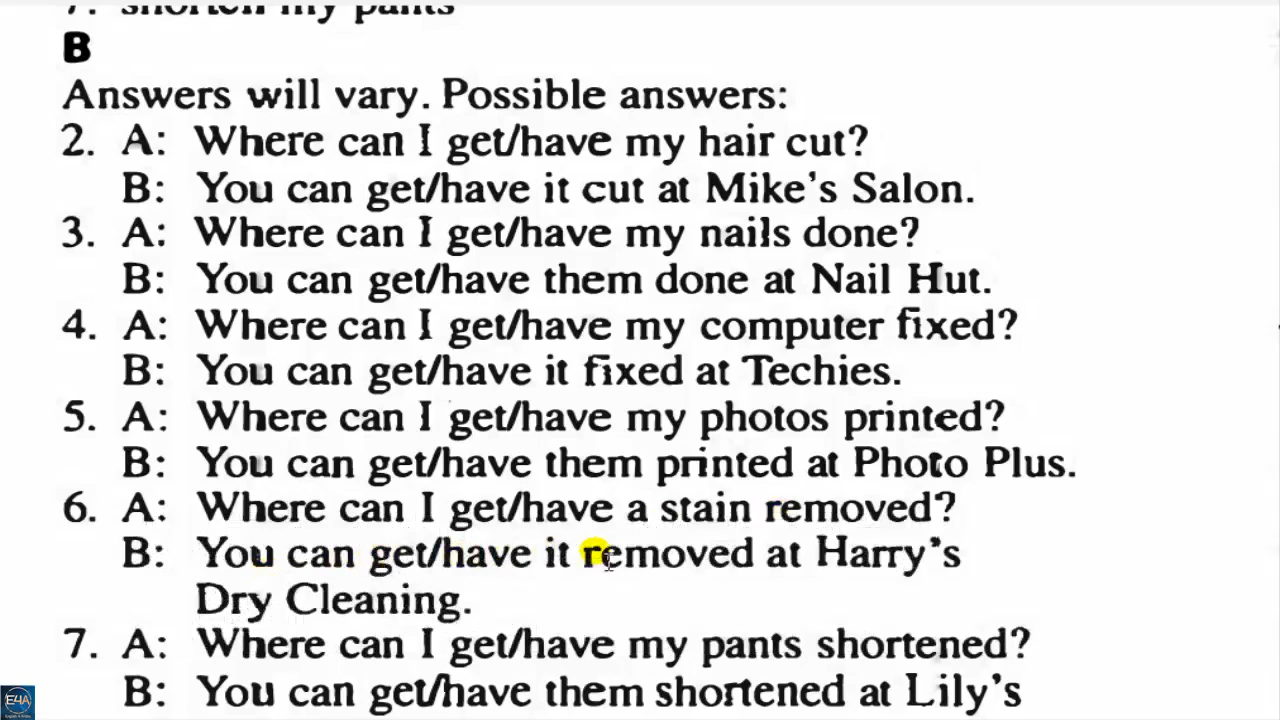 7. shorten my pants
B
Answers will vary. Possible answers:
2. A: Where can I get/have my hair cut?
B: You can get/have it cut at Mike's Salon.
3. A: Where can I get/have my nails done?
B: You can get/have them done at Nail Hut.
4. A: Where can I get/have my computer fixed?
B: You can get/have it fixed at Techies.
5. A: Where can I get/have my photos printed?
B: You can get/have them printed at Photo Plus.
6. A: Where can I get/have a stain removed?
B: You can get/have it removed at Harry's
Dry Cleaning.
7. A: Where can I get/have my pants shortened?
B: You can get/have them shortened at Lily's
E4A